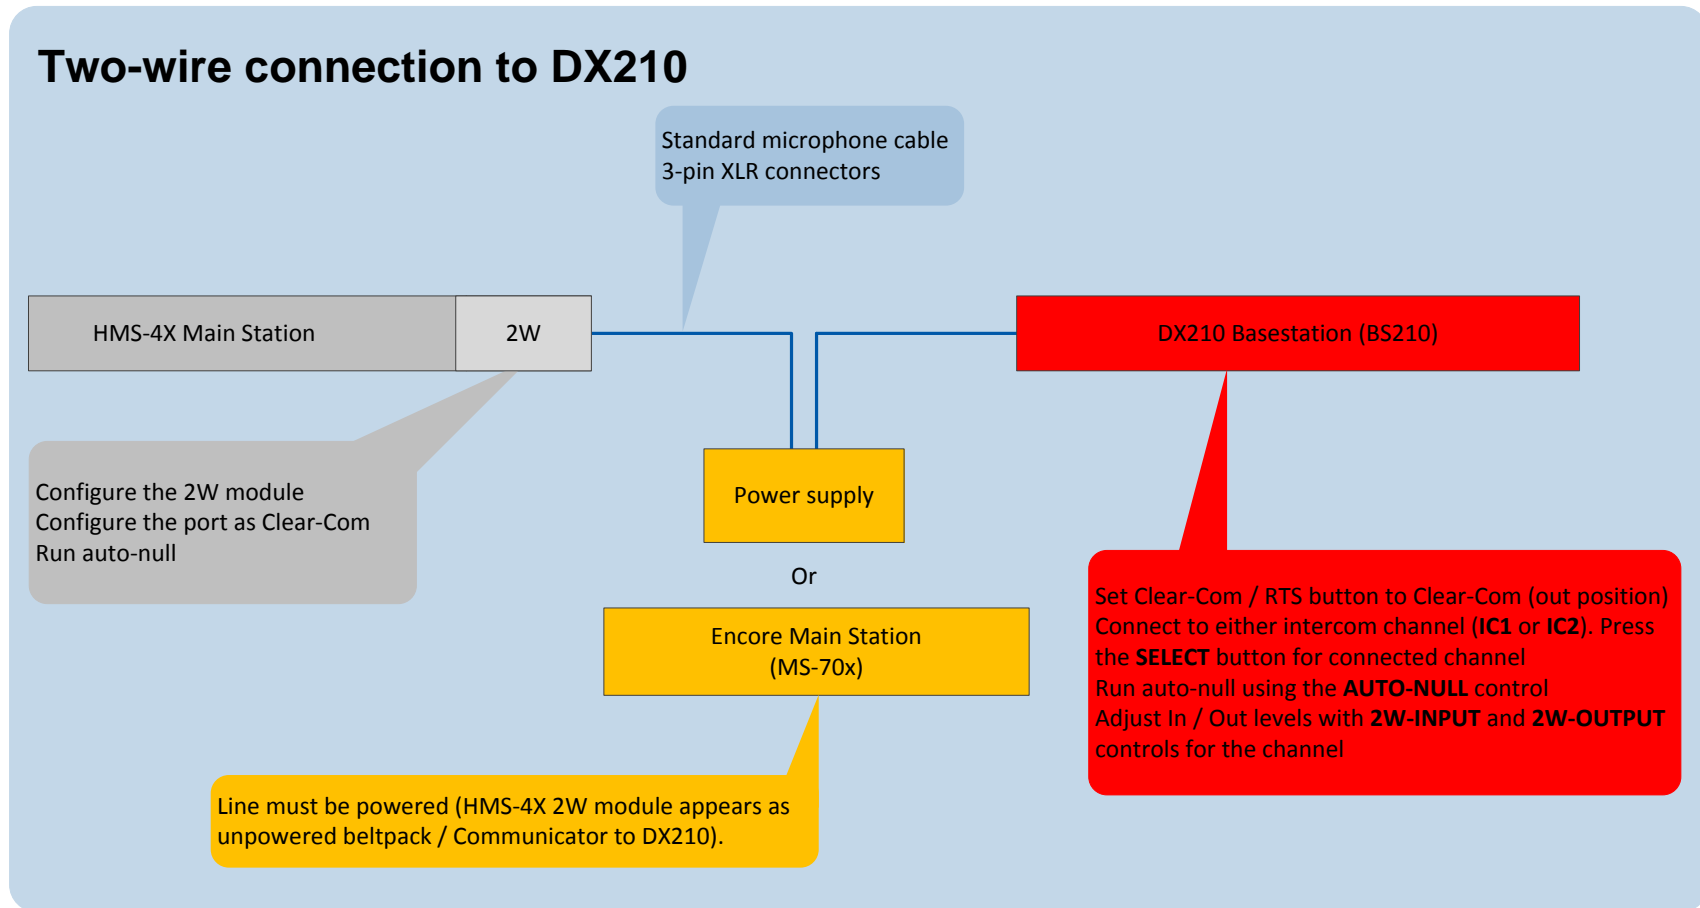 Two-wire connection to DX210
Standard microphone cable
3-pin XLR connectors
HMS-4X Main Station
2W
DX210 Basestation (BS210)
Configure the 2W module
Configure the port as Clear-Com
Run auto-null
Power supply
Or
Encore Main Station
(MS-70x)
Set Clear-Com / RTS button to Clear-Com (out position)
Connect to either intercom channel (IC1 or IC2). Press
the SELECT button for connected channel
Run auto-null using the AUTO-NULL control
Adjust In / Out levels with 2W-INPUT and 2W-OUTPUT
controls for the channel
Line must be powered (HMS-4X 2W module appears as
unpowered beltpack / Communicator to DX210).